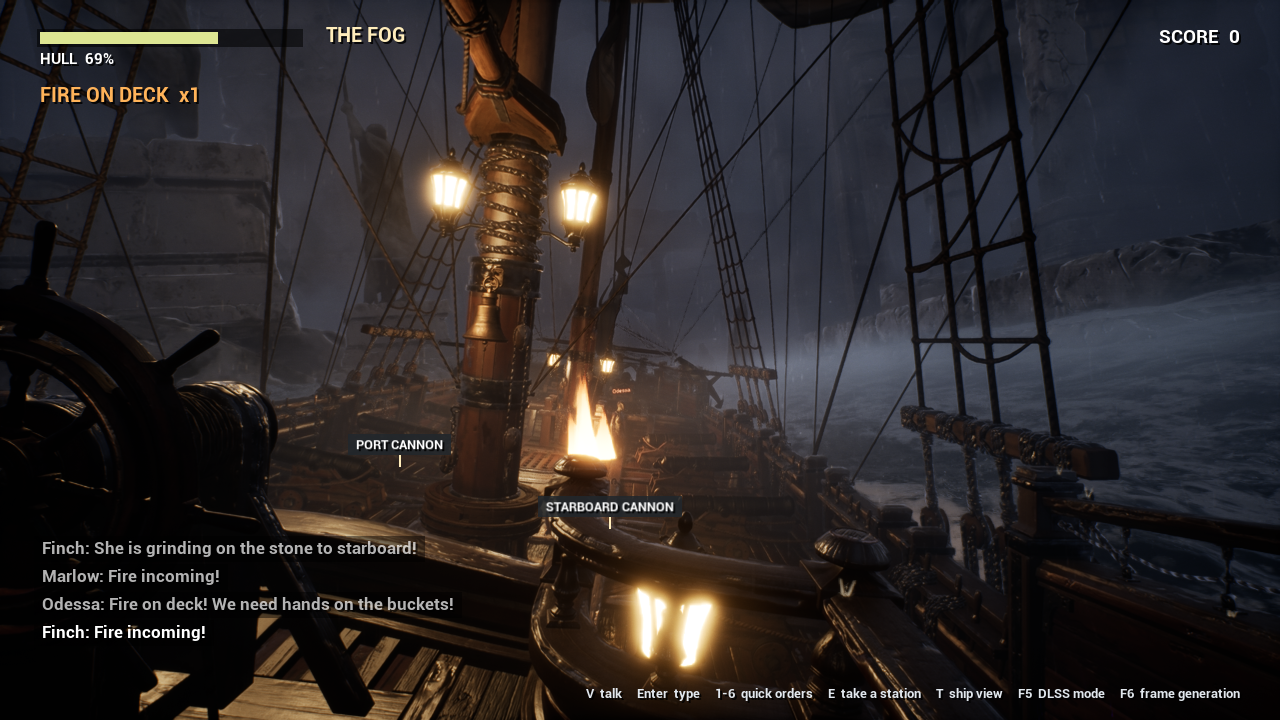 THE FOG
SCORE 0
HULL 69%
FIRE ON DECK x1
Odessa
PORT CANNON
STARBOARD CANNON
Finch: She is grinding on the stone to starboard!
Marlow: Fire incoming!
Odessa: Fire on deck! We need hands on the buckets!
Finch: Fire incoming!
V talk Enter type 1-6 quick orders E take a station T ship view F5 DLSS mode F6 frame generation